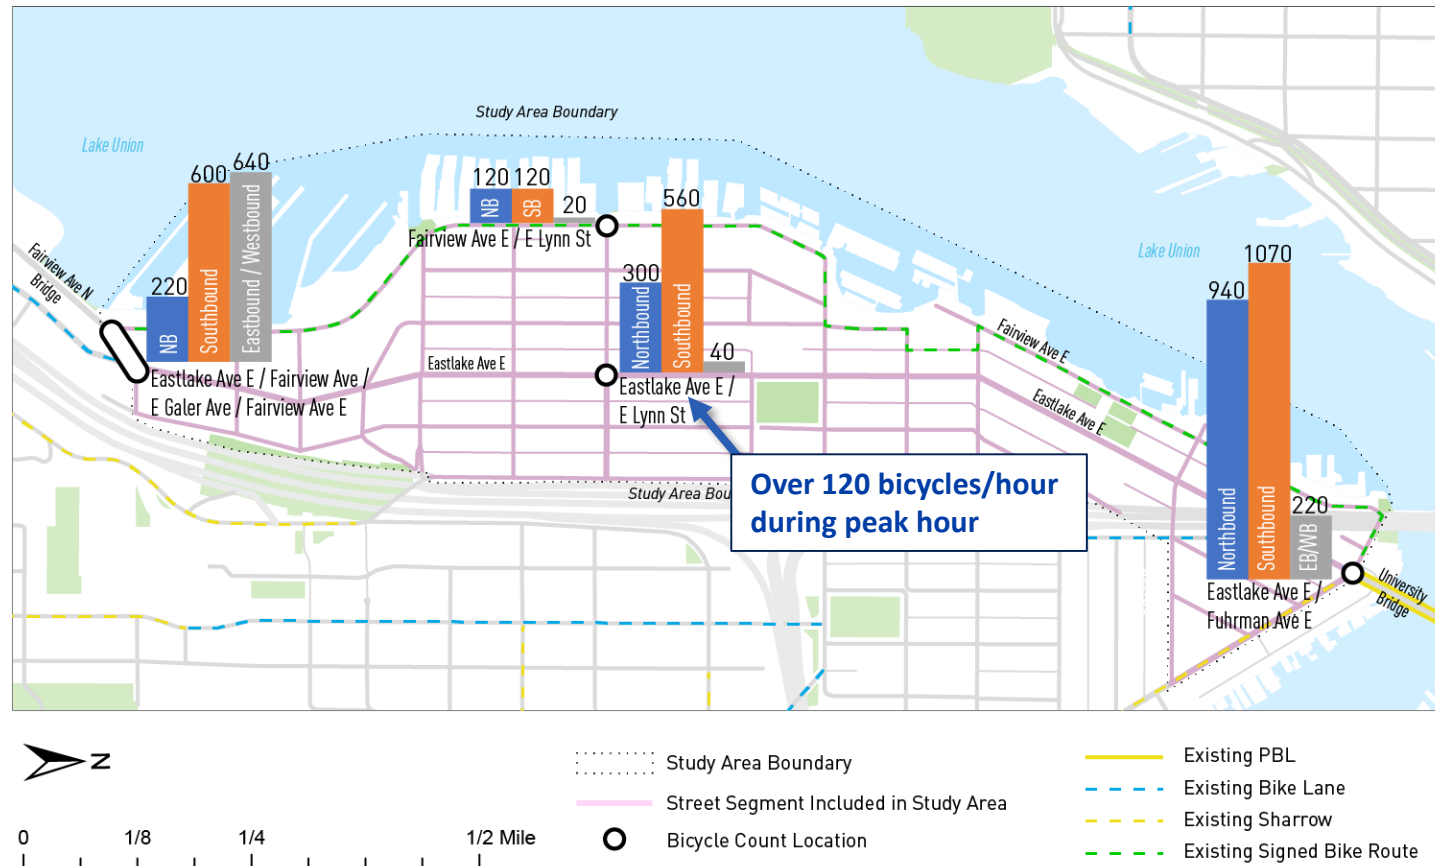 Study Area Boundary
Lake Union
600
640
220
NB
Southbound
Eastbound / Westbound
Fairview Ave N
Bridge
Eastlake Ave E / Fairview Ave /
E Galer Ave / Fairview Ave E
120
120
20
NB
SB
Fairview Ave E / E Lynn St
560
300
40
Northbound
Southbound
Eastlake Ave E
Eastlake Ave E /
E Lynn St
Over 120 bicycles/hour
during peak hour
Study Area Bou
Lake Union
Fairview Ave E
Eastlake Ave E
1070
940
220
Northbound
Southbound
EB/WB
Eastlake Ave E /
Fuhrman Ave E
University
Bridge
N
0 1/8 1/4 1/2 Mile
Study Area Boundary
Street Segment Included in Study Area
Bicycle Count Location
Existing PBL
Existing Bike Lane
Existing Sharrow
Existing Signed Bike Route